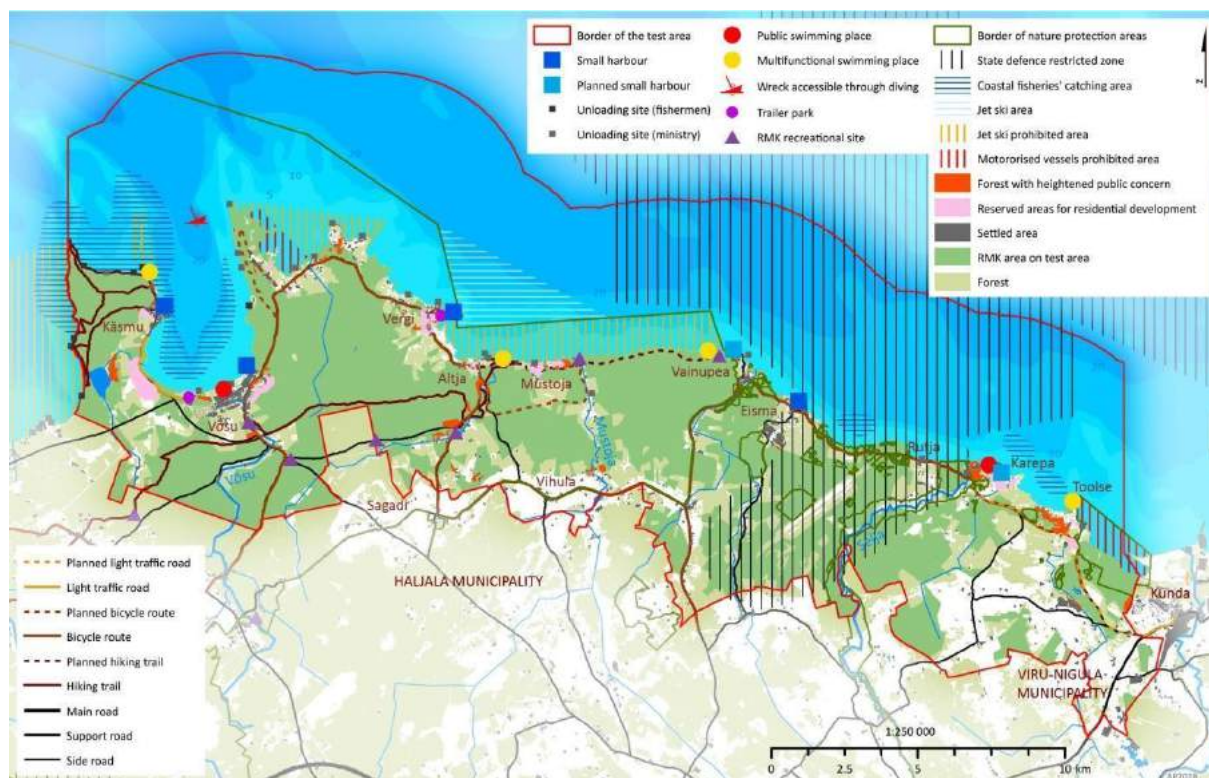 Border of the test area
Small harbour
Planned small harbour
Unloading site (fishermen)
Unloading site (ministry)
Public swimming place
Multifunctional swimming place
Wreck accessible through diving
Trailer park
RMK recreational site
Border of nature protection areas
State defence restricted zone
Coastal fisheries' catching area
Jet ski area
Jet ski prohibited area
Motororised vessels prohibited area
Forest with heightened public concern
Reserved areas for residential development
Settled area
RMK area on test area
Forest
z
10
5
Käsmu
Vergi
Altja
Mustoja
Vainupea
Võsu
Eisma
Mustoja
Rutja
Karepa
Võsu
Vihula
Toolse
Sagadi
Selja
HALJALA MUNICIPALITY
Kunda
VIRU-NIGULA-
MUNICIPALITY
Planned light traffic road
Light traffic road
Planned bicycle route
Bicycle route
Planned hiking trail
Hiking trail
Main road
Support road
Side road
1:250 000
0
2.5
5
10 km